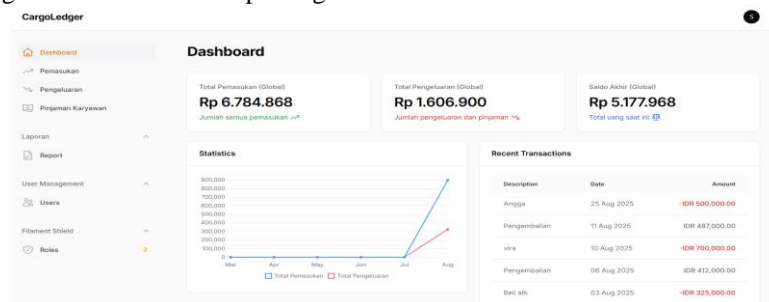 CargoLedger
S
Dashboard
Pemasukan
Pengeluaran
Pinjaman Karyawan
Laporan
Report
User Management
Users
Filament Shield
Roles
2
Dashboard
Total Pemasukan (Global)
Rp 6.784.868
Jumlah semua pemasukan
Total Pengeluaran (Global)
Rp 1.606.900
Jumlah pengeluaran dan pinjaman
Saldo Akhir (Global)
Rp 5.177.968
Total uang saat ini
Statistics
900,000
800,000
700,000
600,000
500,000
400,000
300,000
200,000
100,000
0
Mar Apr May Jun Jul Aug
Total Pemasukan Total Pengeluaran
Recent Transactions
Description Date Amount
Angga 25 Aug 2025 -IDR 500,000.00
Pengembalian 11 Aug 2025 IDR 487,000.00
vira 10 Aug 2025 -IDR 700,000.00
Pengembalian 06 Aug 2025 IDR 412,000.00
Beli atk 03 Aug 2025 -IDR 325,000.00